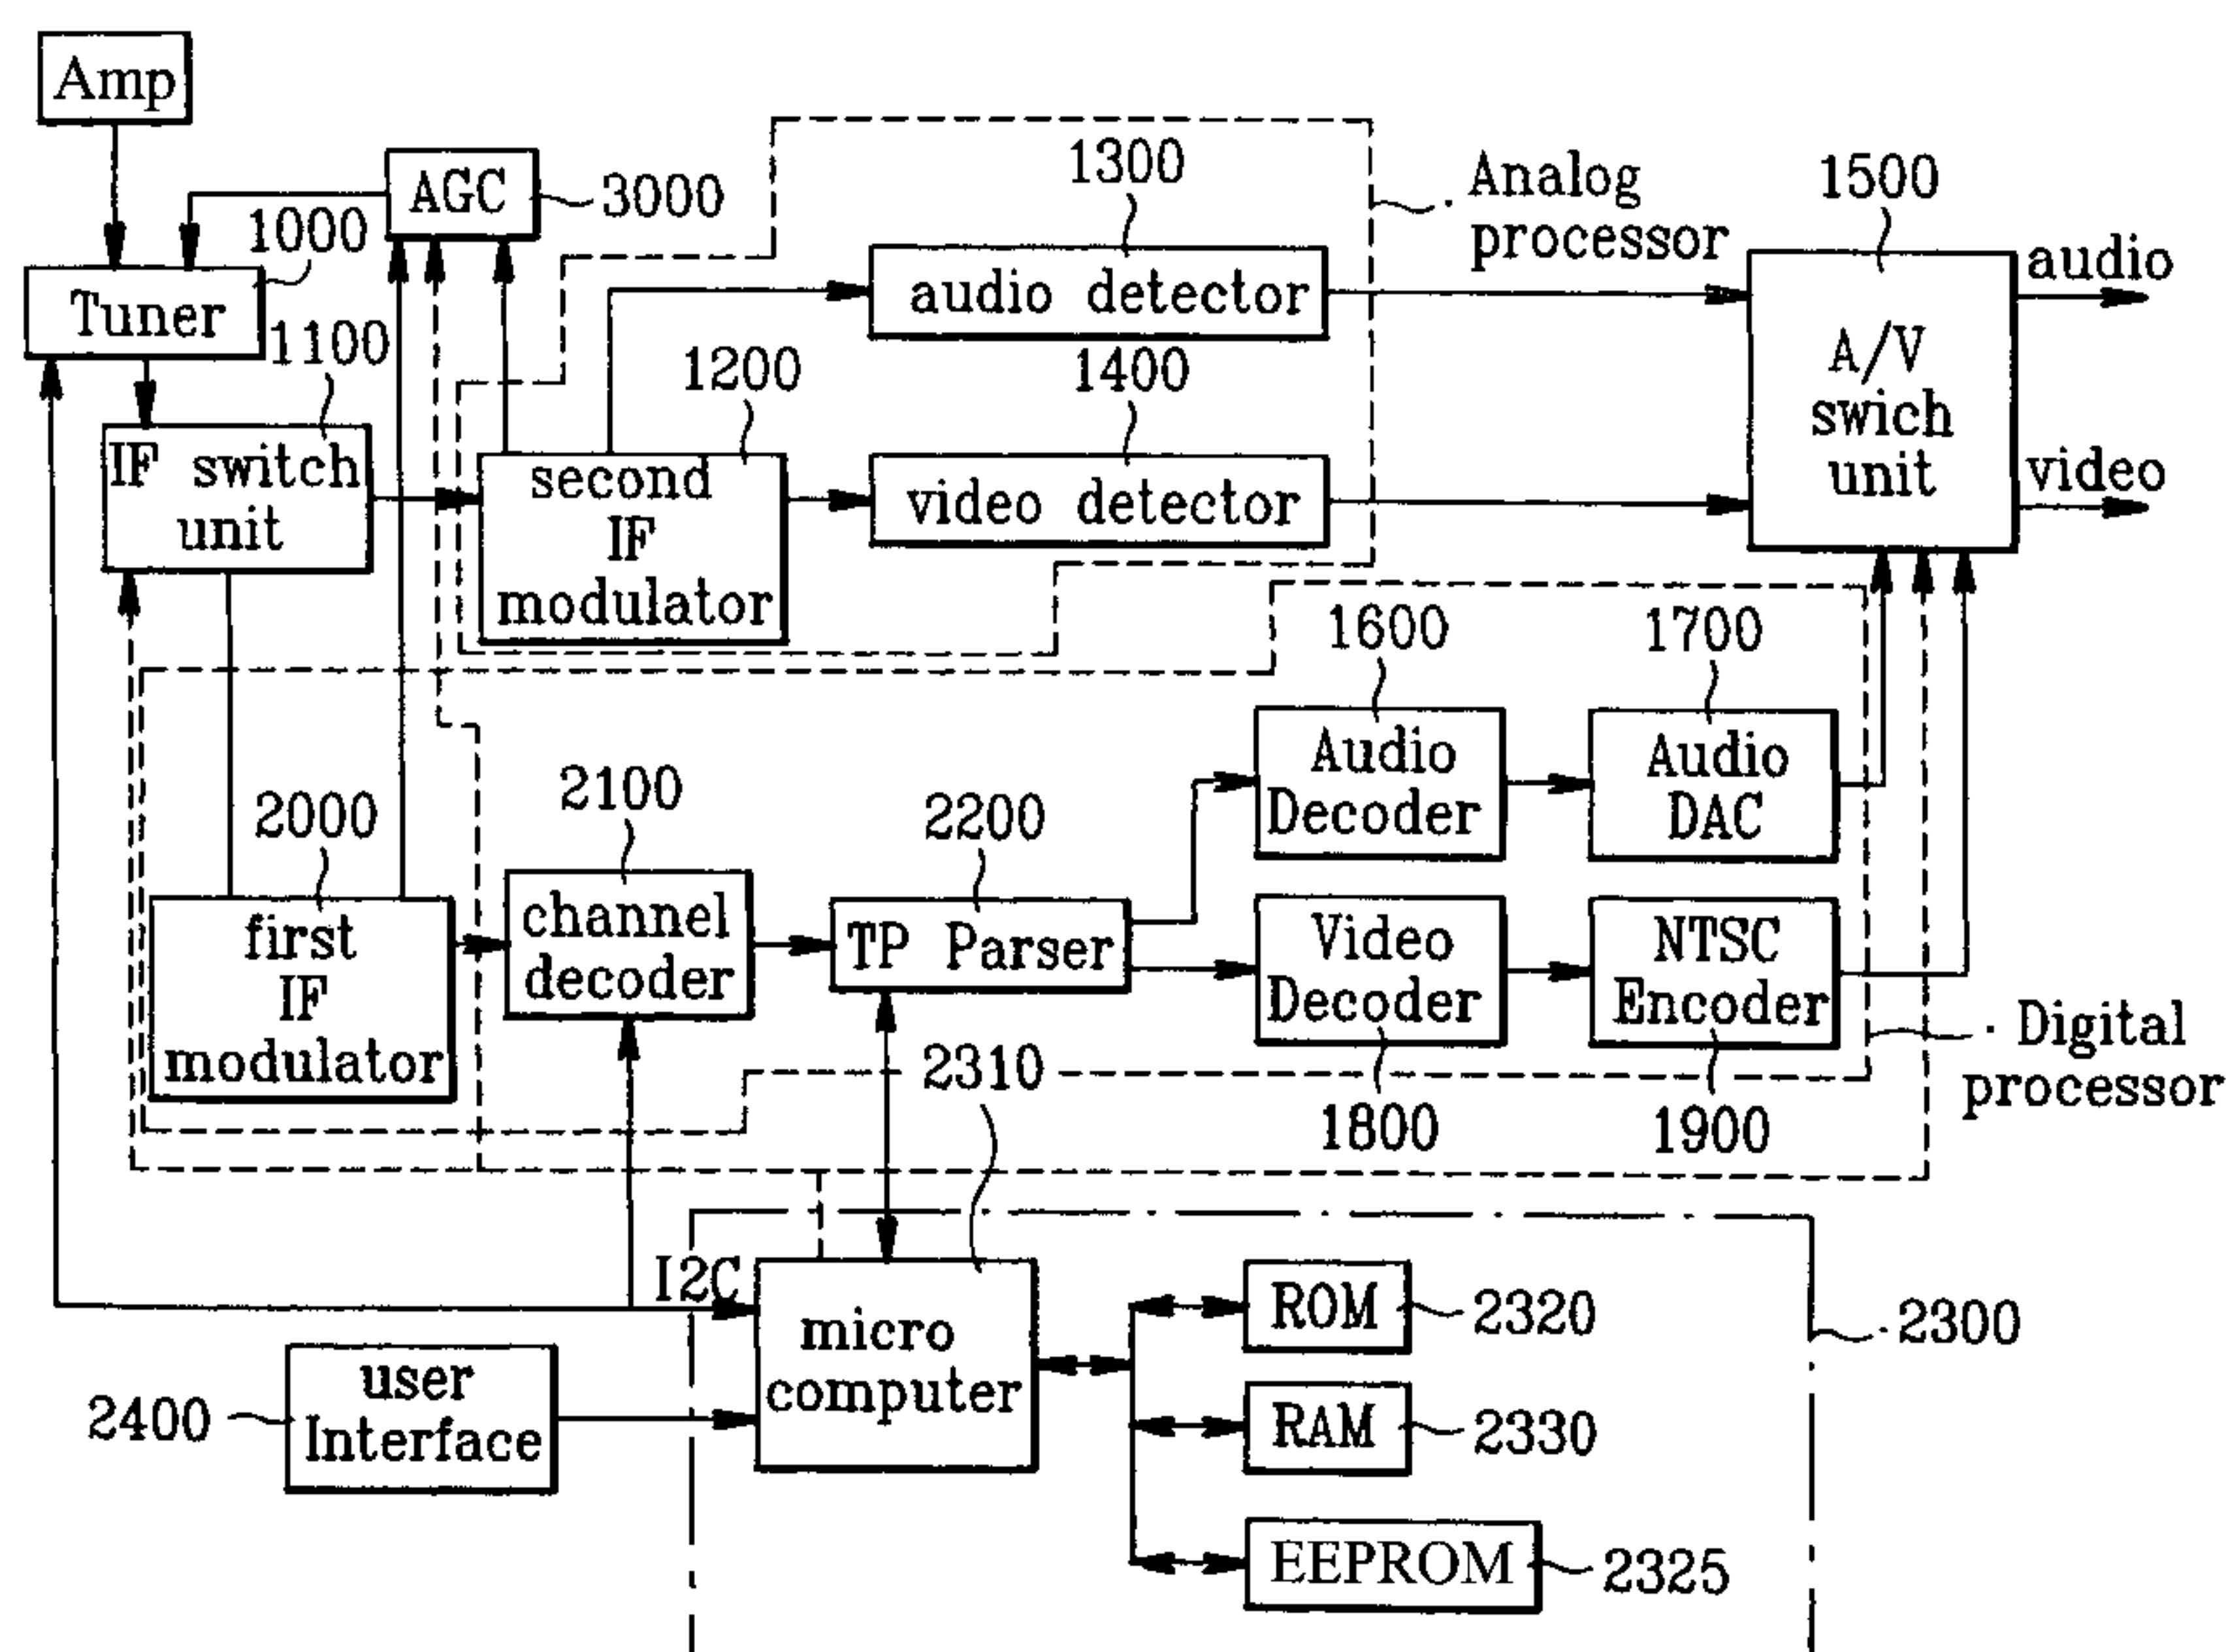 Amp
AGC
3000
1000
Tuner
1100
IF switch
unit
1200
second
IF
modulator
1300
audio detector
1400
video detector
Analog
processor
1500
A/V
swich
unit
audio
video
1600
Audio
Decoder
1700
Audio
DAC
2000
first
IF
modulator
2100
channel
decoder
2200
TP Parser
Video
Decoder
1800
NTSC
Encoder
1900
Digital
processor
2310
I2C
micro
computer
ROM
2320
RAM
2330
EEPROM
2325
2300
user
Interface
2400